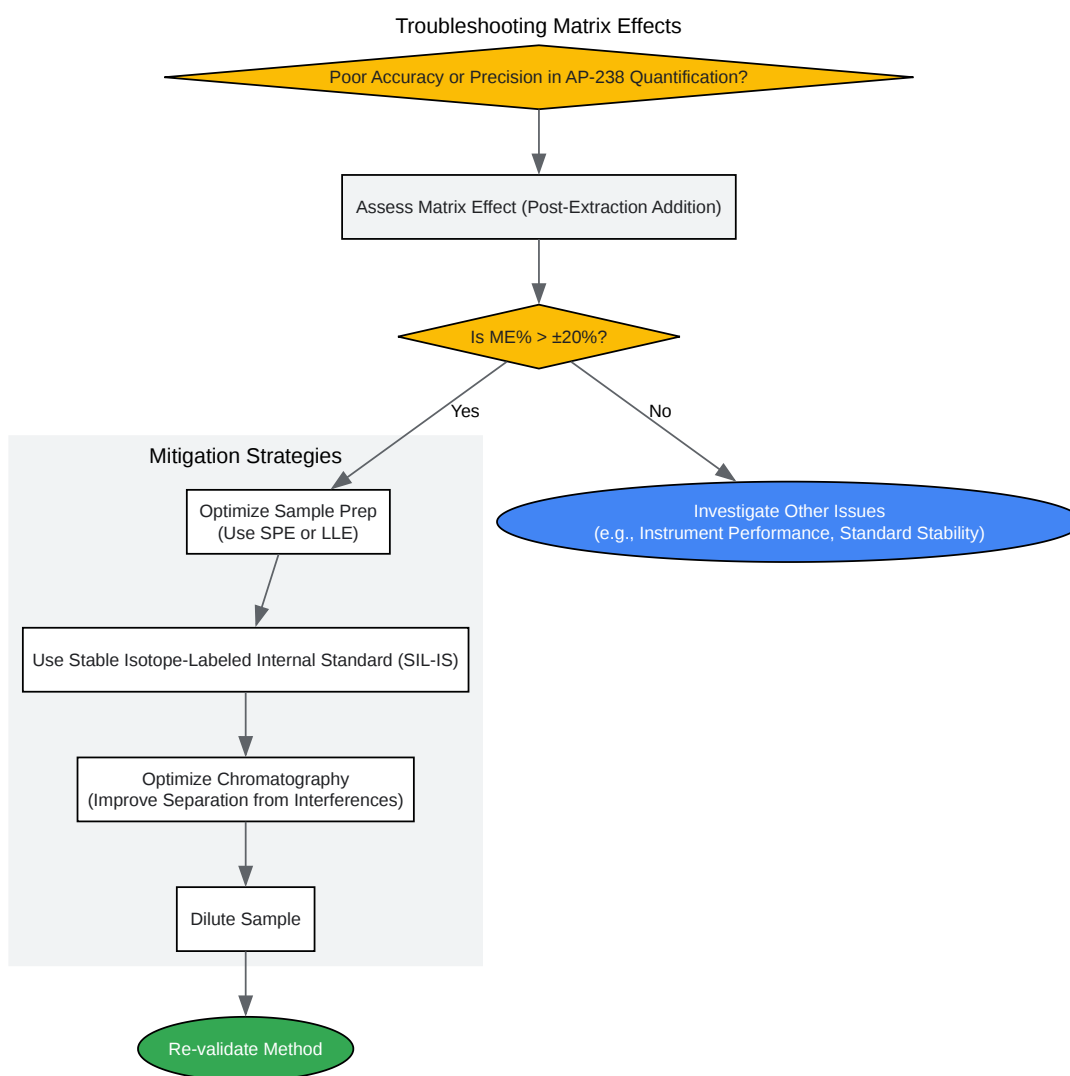 Troubleshooting Matrix Effects
Poor Accuracy or Precision in AP-238 Quantification?
Assess Matrix Effect (Post-Extraction Addition)
Is ME% > ±20%?
Yes
No
Mitigation Strategies
Optimize Sample Prep
(Use SPE or LLE)
Investigate Other Issues
(e.g., Instrument Performance, Standard Stability)
Use Stable Isotope-Labeled Internal Standard (SIL-IS)
Optimize Chromatography
(Improve Separation from Interferences)
Dilute Sample
Re-validate Method